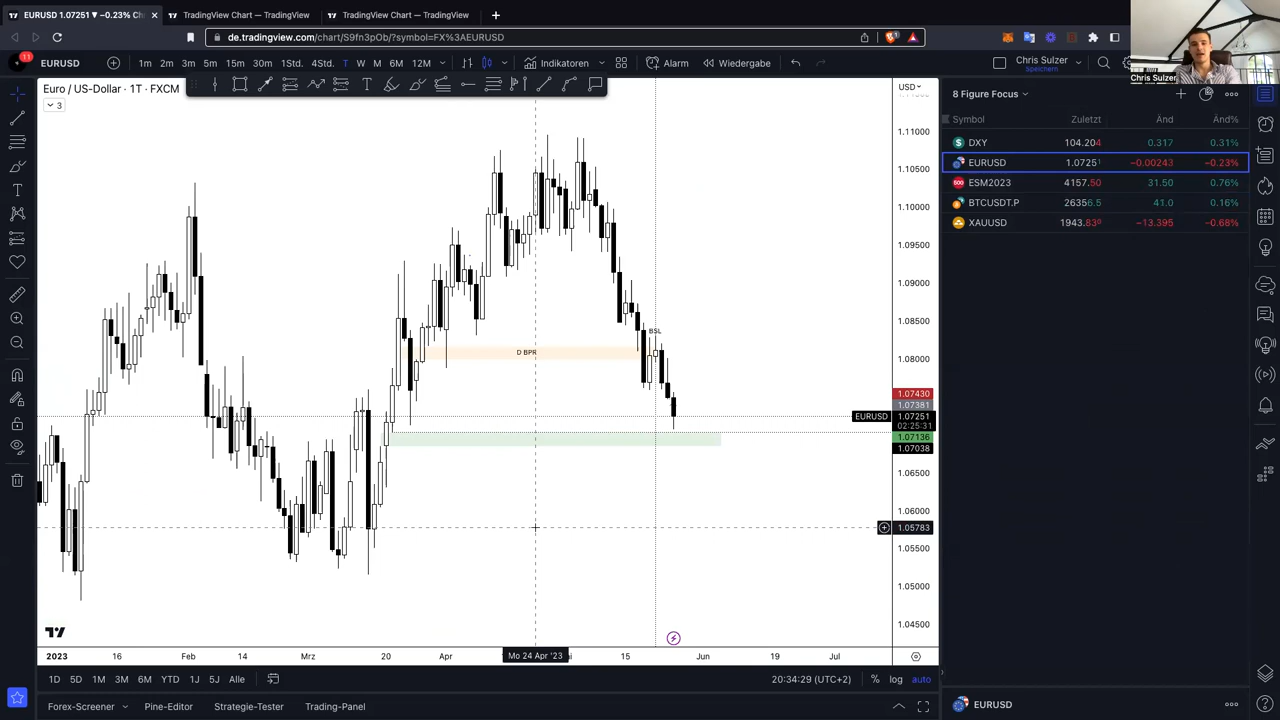 EURUSD 1.07251 ▼ −0.23% Ch
TradingView Chart — TradingView
TradingView Chart — TradingView
de.tradingview.com/chart/S9fn3pOb/?symbol=FX%3AEURUSD
11
EURUSD
1m 2m 3m 5m 15m 30m 1Std. 4Std. T W M 6M 12M
Indikatoren
Alarm
Wiedergabe
Chris Sulzer
Speichern
Chris Sulzer
Euro / US-Dollar · 1T · FXCM
3
USD
8 Figure Focus
Symbol Zuletzt Änd Änd%
DXY 104.204 0.317 0.31%
EURUSD 1.07251 −0.00243 −0.23%
ESM2023 4157.50 31.50 0.76%
BTCUSDT.P 26356.5 41.0 0.16%
XAUUSD 1943.830 −13.395 −0.68%
1.11000
1.10500
1.10000
1.09500
1.09000
1.08500
BSL
D BPR
1.08000
1.07430
1.07381
EURUSD 1.07251
02:25:31
1.07136
1.07038
1.06500
1.06000
1.05783
1.05500
1.05000
1.04500
2023 16 Feb 14 Mrz 20 Apr Mo 24 Apr '23 15 Jun 19 Jul
1D 5D 1M 3M 6M YTD 1J 5J Alle
20:34:29 (UTC+2)
% log auto
Forex-Screener Pine-Editor Strategie-Tester Trading-Panel
EURUSD